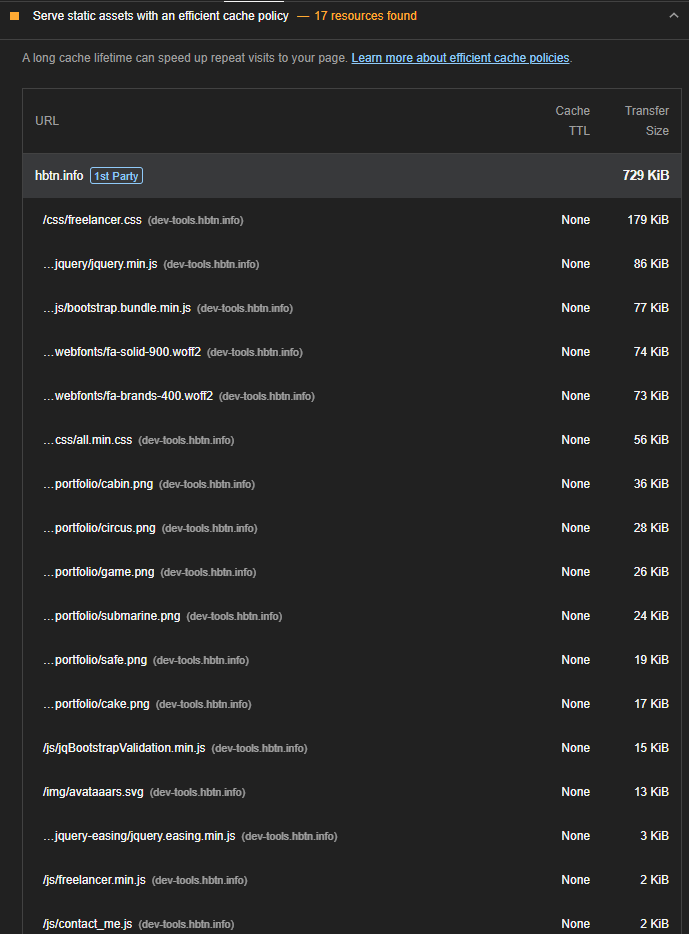 Serve static assets with an efficient cache policy — 17 resources found
A long cache lifetime can speed up repeat visits to your page. Learn more about efficient cache policies.
URL Cache TTL Transfer Size
hbtn.info 1st Party 729 KiB
/css/freelancer.css (dev-tools.hbtn.info) None 179 KiB
…jquery/jquery.min.js (dev-tools.hbtn.info) None 86 KiB
…js/bootstrap.bundle.min.js (dev-tools.hbtn.info) None 77 KiB
…webfonts/fa-solid-900.woff2 (dev-tools.hbtn.info) None 74 KiB
…webfonts/fa-brands-400.woff2 (dev-tools.hbtn.info) None 73 KiB
…css/all.min.css (dev-tools.hbtn.info) None 56 KiB
…portfolio/cabin.png (dev-tools.hbtn.info) None 36 KiB
…portfolio/circus.png (dev-tools.hbtn.info) None 28 KiB
…portfolio/game.png (dev-tools.hbtn.info) None 26 KiB
…portfolio/submarine.png (dev-tools.hbtn.info) None 24 KiB
…portfolio/safe.png (dev-tools.hbtn.info) None 19 KiB
…portfolio/cake.png (dev-tools.hbtn.info) None 17 KiB
/js/jqBootstrapValidation.min.js (dev-tools.hbtn.info) None 15 KiB
/img/avataaars.svg (dev-tools.hbtn.info) None 13 KiB
…jquery-easing/jquery.easing.min.js (dev-tools.hbtn.info) None 3 KiB
/js/freelancer.min.js (dev-tools.hbtn.info) None 2 KiB
/js/contact_me.js (dev-tools.hbtn.info) None 2 KiB